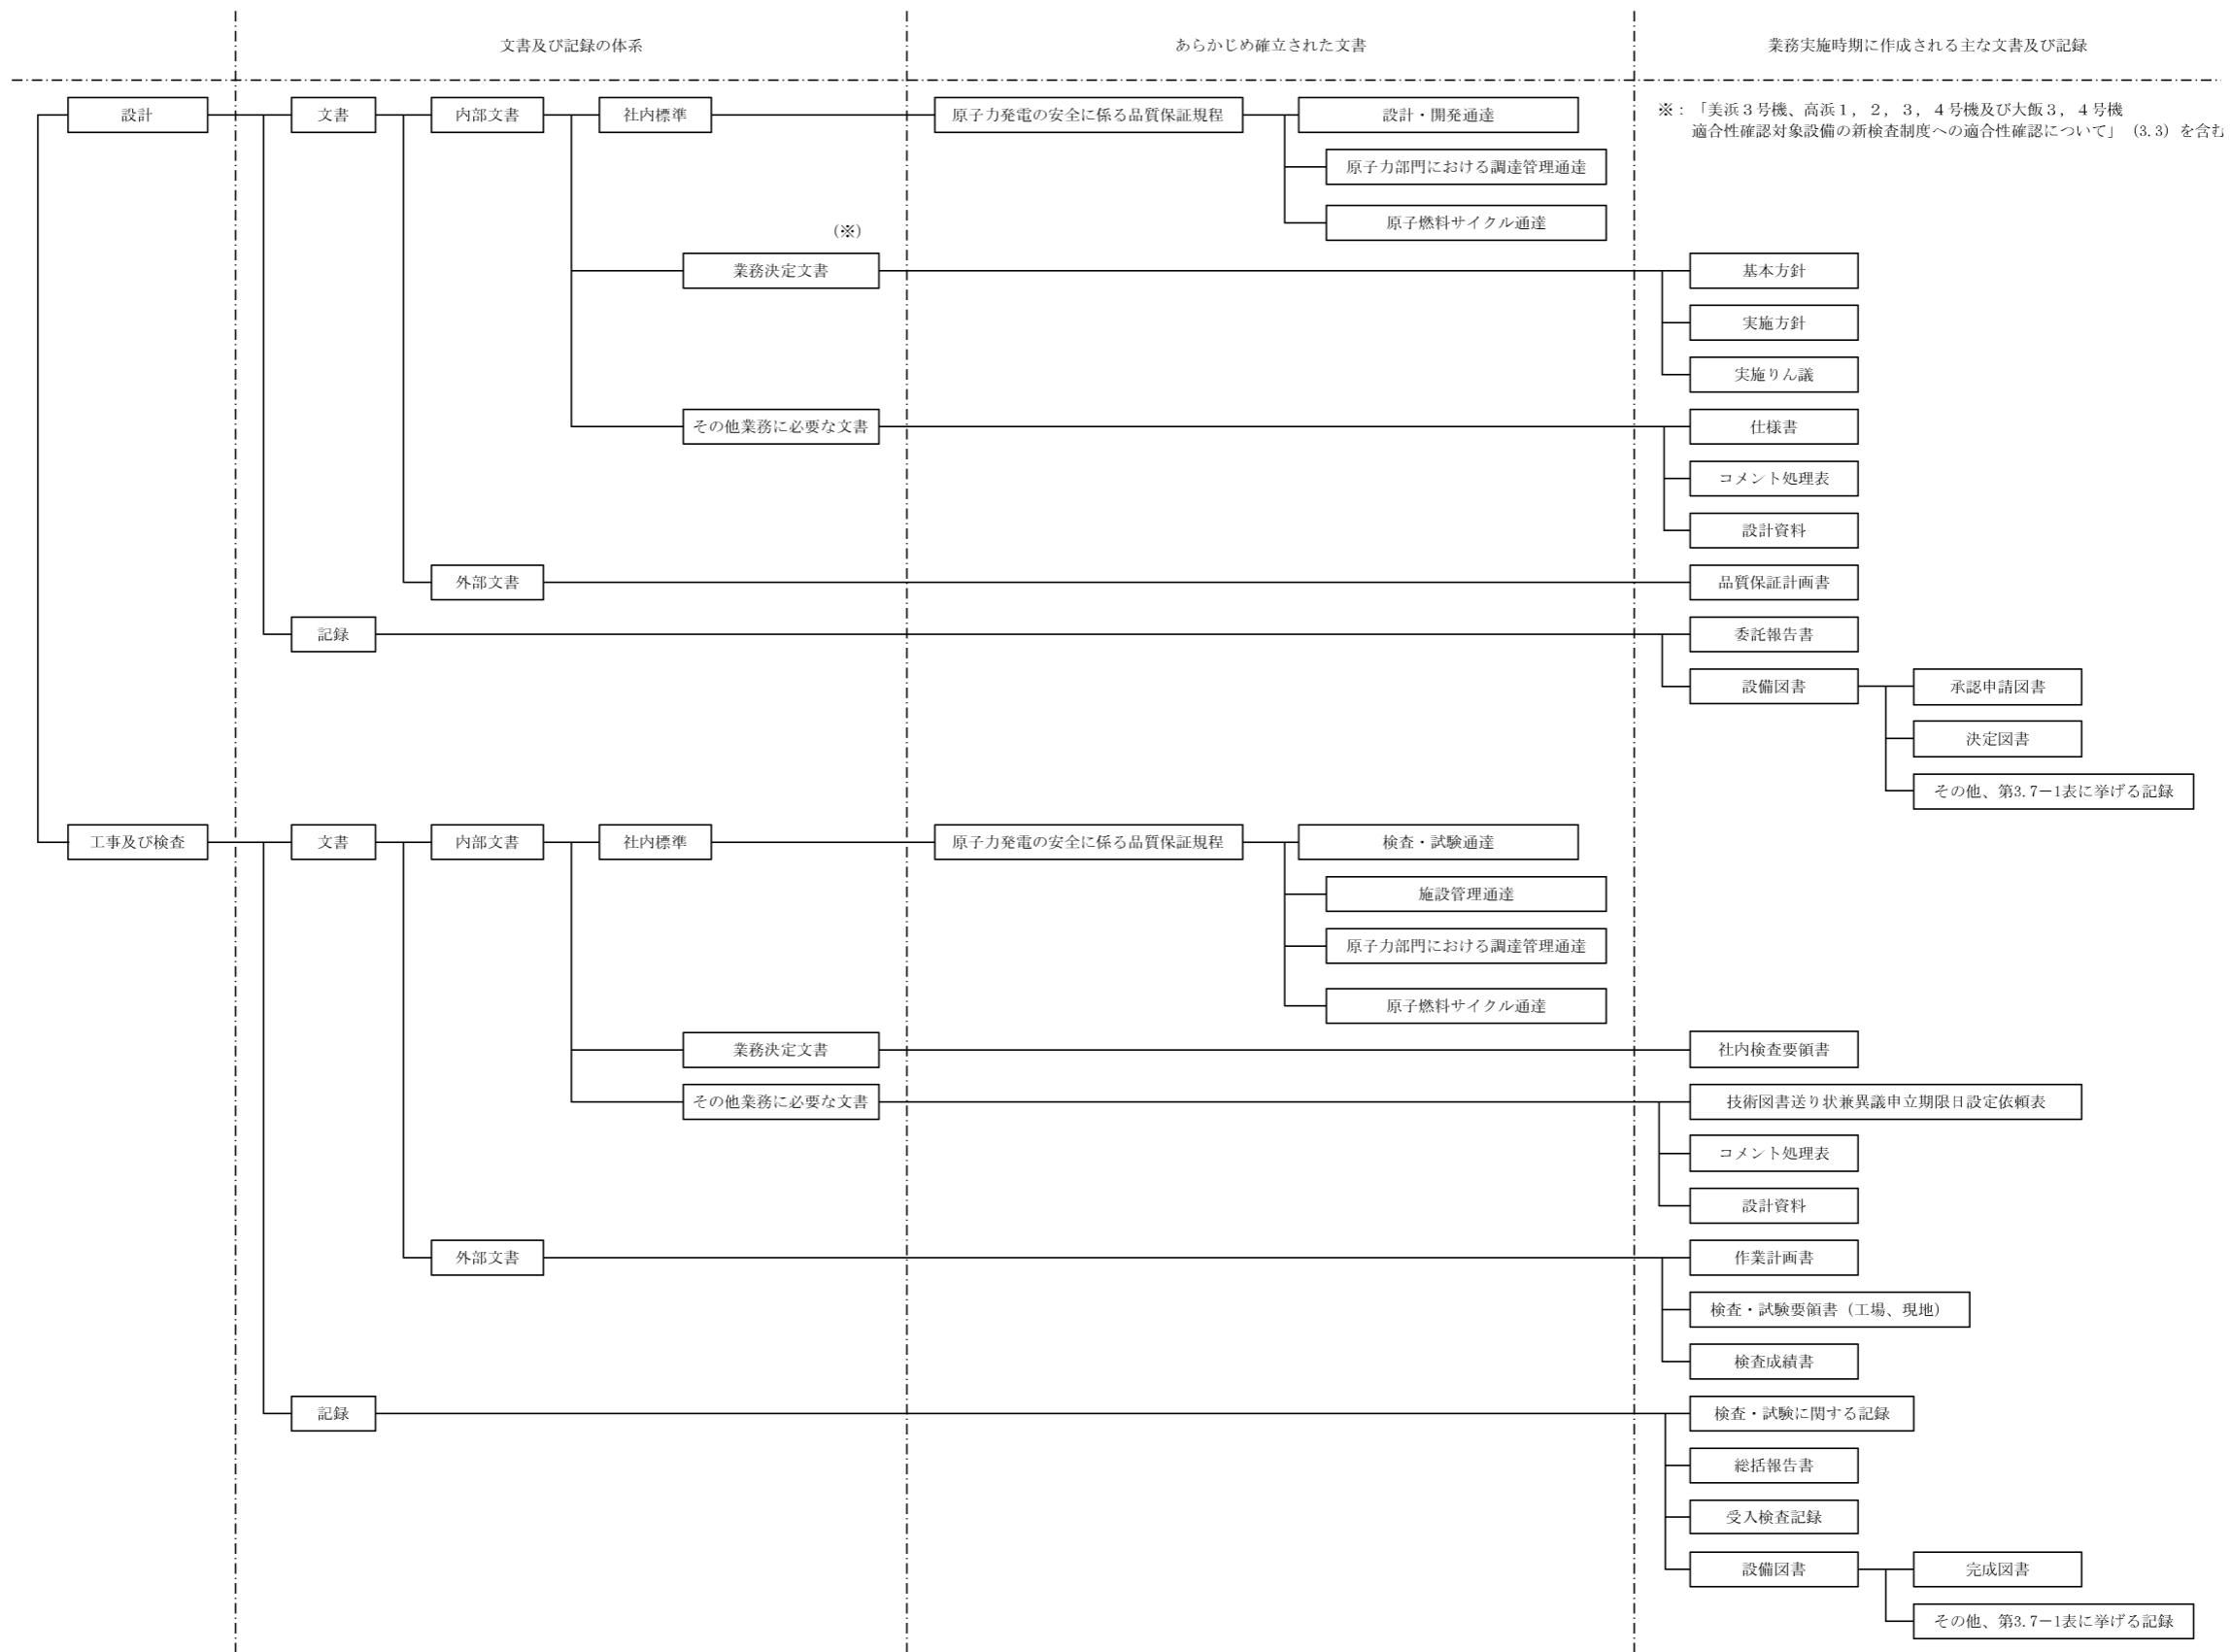 文書及び記録の体系
あらかじめ確立された文書
業務実施時期に作成される主な文書及び記録
設計
文書
内部文書
社内標準
原子力発電の安全に係る品質保証規程
設計・開発通達
※：「美浜３号機、高浜１，２，３，４号機及び大飯３，４号機
適合性確認対象設備の新検査制度への適合性確認について」（3.3）を含む
原子力部門における調達管理通達
原子燃料サイクル通達
（※）
業務決定文書
基本方針
実施方針
実施りん議
その他業務に必要な文書
仕様書
コメント処理表
設計資料
外部文書
品質保証計画書
記録
委託報告書
設備図書
承認申請図書
決定図書
その他、第3.7－1表に挙げる記録
工事及び検査
文書
内部文書
社内標準
原子力発電の安全に係る品質保証規程
検査・試験通達
施設管理通達
原子力部門における調達管理通達
原子燃料サイクル通達
業務決定文書
社内検査要領書
その他業務に必要な文書
技術図書送り状兼異議申立期限日設定依頼表
コメント処理表
設計資料
外部文書
作業計画書
検査・試験要領書（工場、現地）
検査成績書
記録
検査・試験に関する記録
総括報告書
受入検査記録
設備図書
完成図書
その他、第3.7－1表に挙げる記録